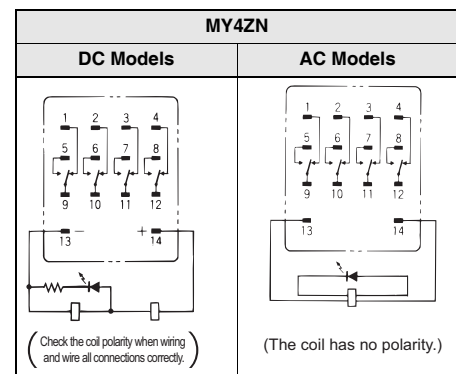 MY4ZN
DC Models
AC Models
1 2 3 4
5 6 7 8
9 10 11 12
13 − + 14
(Check the coil polarity when wiring
and wire all connections correctly.)
1 2 3 4
5 6 7 8
9 10 11 12
13 14
(The coil has no polarity.)